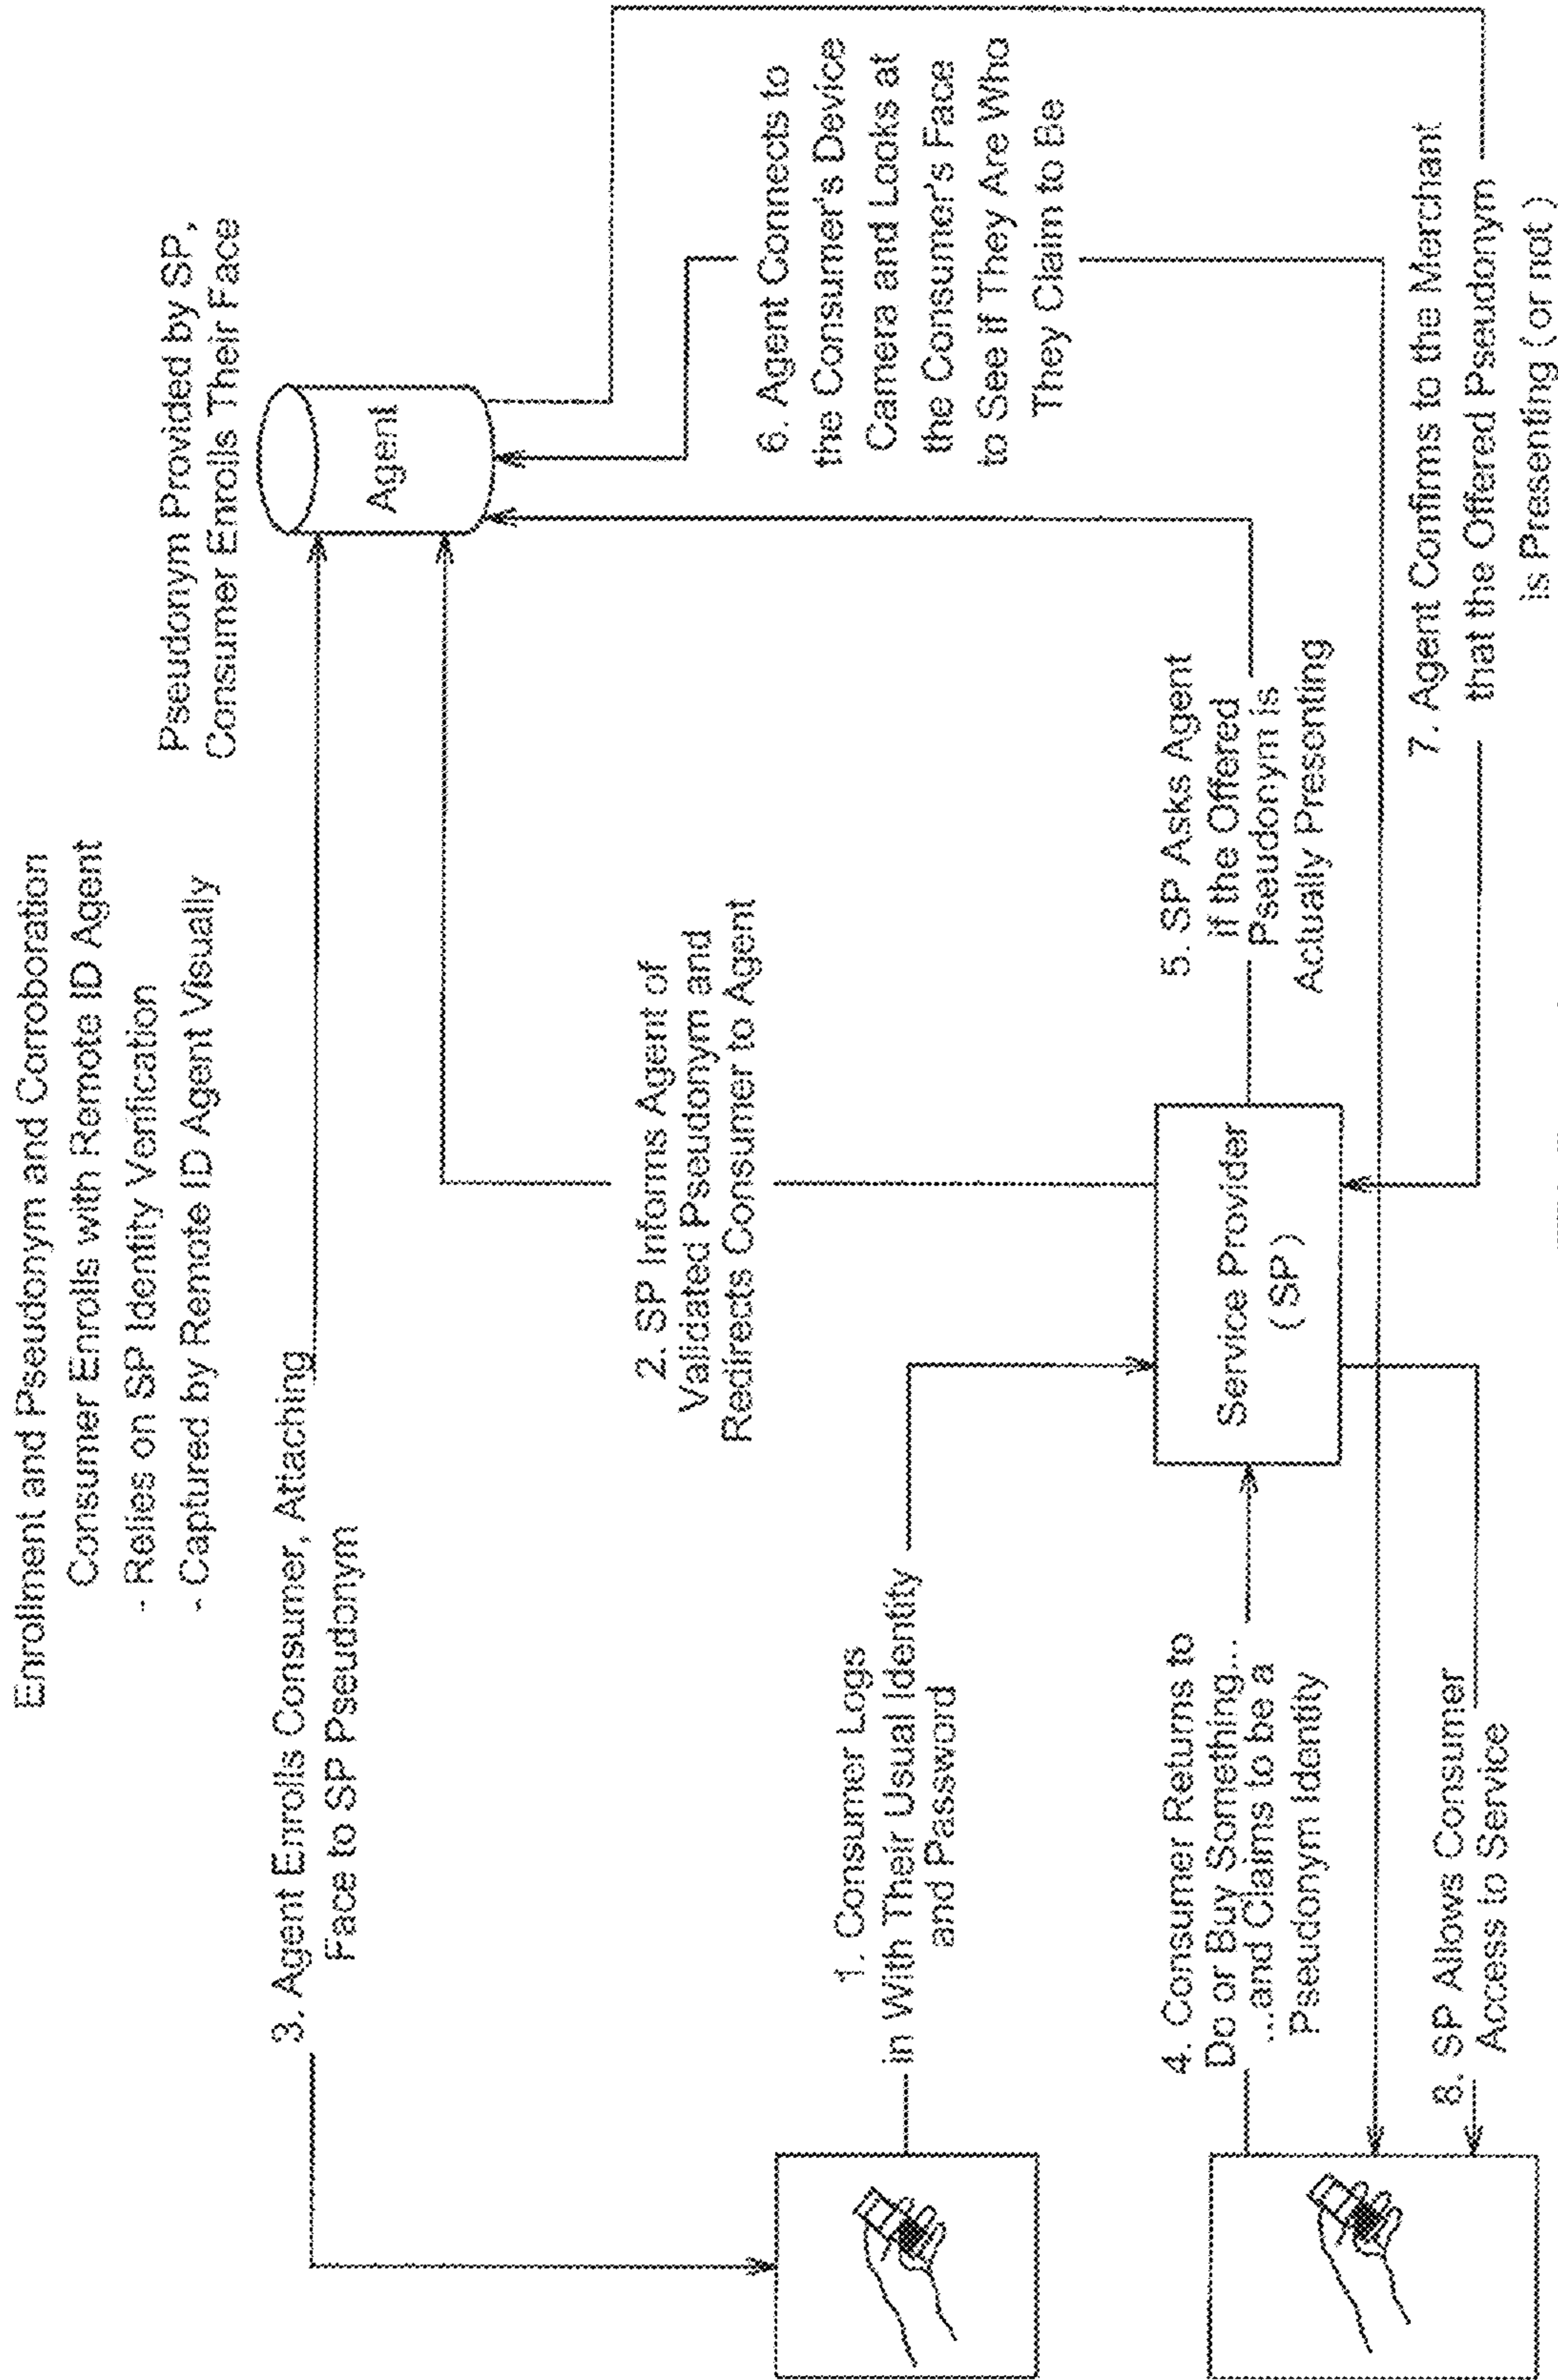 Enrollment and Pseudonym and Corroboration
Consumer Enrolls with Remote ID Agent
- Relies on SP Identity Verification
- Captured by Remote ID Agent Visually
Pseudonym Provided by SP,
Consumer Enrolls Their Face
3. Agent Enrolls Consumer, Attaching
Face to SP Pseudonym
Agent
2. SP Informs Agent of
Validated Pseudonym and
Redirects Consumer to Agent
6. Agent Connects to
the Consumer's Device
Camera and Looks at
the Consumer's Face
to See if They Are Who
They Claim to Be
1. Consumer Logs
in With Their Usual Identity
and Password
Service Provider
( SP )
5. SP Asks Agent
if the Offered
Pseudonym is
Actually Presenting
4. Consumer Returns to
Do or Buy Something...
...and Claims to be a
Pseudonym Identity
7. Agent Confirms to the Merchant
that the Offered Pseudonym
is Presenting ( or not )
8. SP Allows Consumer
Access to Service